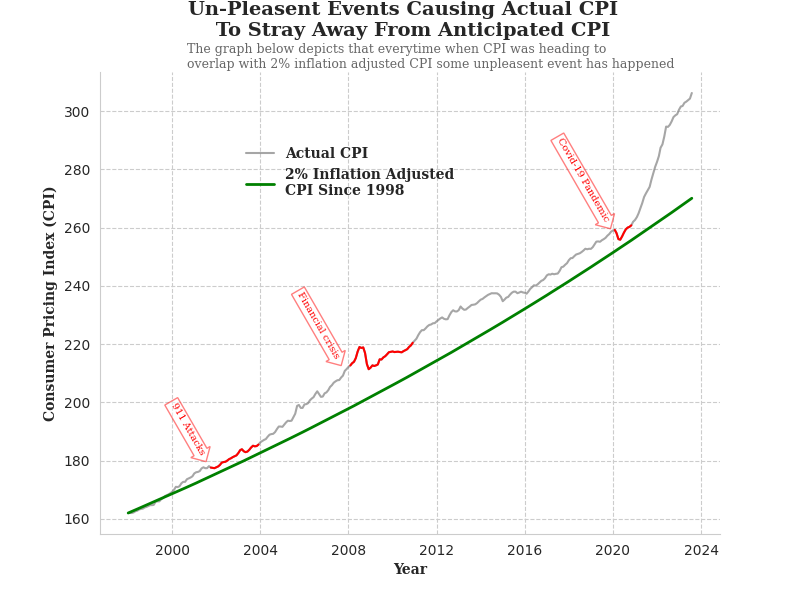 Un-Pleasent Events Causing Actual CPI
To Stray Away From Anticipated CPI
The graph below depicts that everytime when CPI was heading to
overlap with 2% inflation adjusted CPI some unpleasent event has happened
300
280
260
240
220
200
180
160
Consumer Pricing Index (CPI)
Actual CPI
2% Inflation Adjusted
CPI Since 1998
Covid-19 Pandemic
Financial crisis
911 Attacks
2000
2004
2008
2012
2016
2020
2024
Year